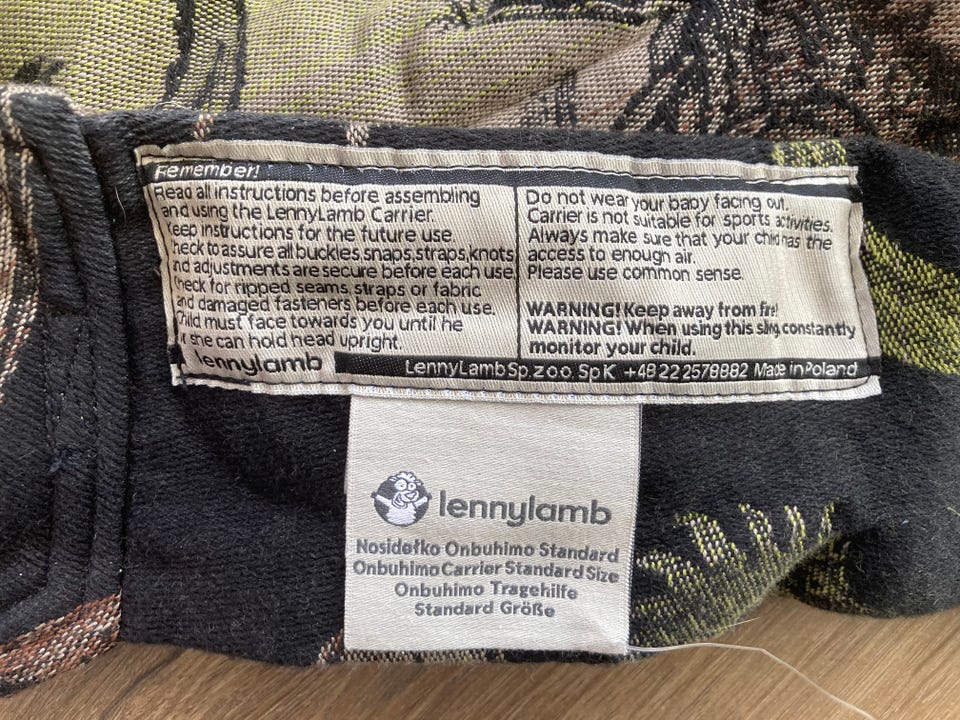 Remember!
Read all instructions before assembling
and using the LennyLamb Carrier.
Keep instructions for the future use
heck to assure all buckles,snaps,straps,knots
nd adjustments are secure before each use.
Check for ripped seams, straps or fabric
and damaged fasteners before each use.
Child must face towards you until he
r she can hold head upright.
Do not wear your baby facing out.
Carrier is not suitable for sports activities.
Always make sure that your child has the
access to enough air.
Please use common sense.
WARNING! Keep away from fire!
WARNING! When using this sling constantly
monitor your child.
lennylamb
LennyLamb Sp. z o o Sp K +48 22 2578882 Made in Poland
lennylamb
Nosidełko Onbuhimo Standard
Onbuhimo Carrier Standard Size
Onbuhimo Tragehilfe
Standard Größe